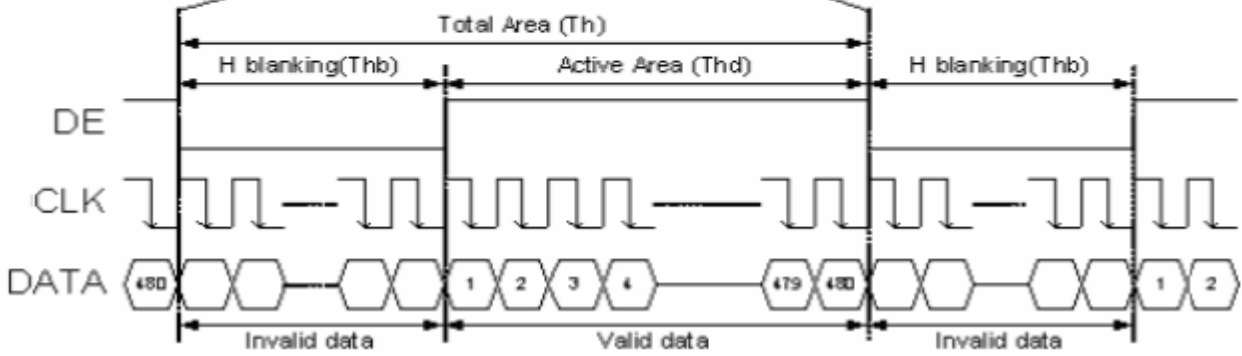 Total Area (Th)
H blanking(Thb) Active Area (Thd) H blanking(Thb)
DE
CLK
DATA 480 1 2 3 4 479 480 1 2
Invalid data Valid data Invalid data